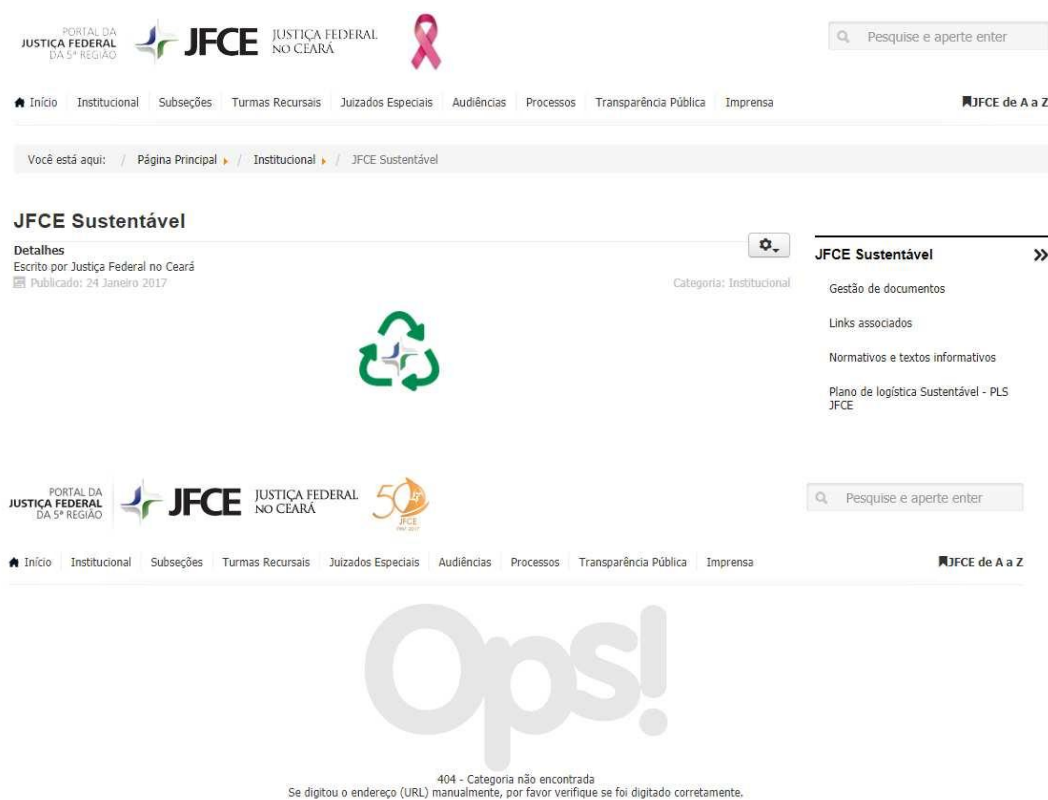 PORTAL DA
JUSTIÇA FEDERAL
DA 5ª REGIÃO
JFCE
JUSTIÇA FEDERAL
NO CEARÁ
Pesquise e aperte enter
Início Institucional Subseções Turmas Recursais Juizados Especiais Audiências Processos Transparência Pública Imprensa JFCE de A a Z
Você está aqui: / Página Principal / Institucional / JFCE Sustentável
JFCE Sustentável
Detalhes
Escrito por Justiça Federal no Ceará
Publicado: 24 Janeiro 2017 Categoria: Institucional
JFCE Sustentável
Gestão de documentos
Links associados
Normativos e textos informativos
Plano de logística Sustentável - PLS
JFCE
PORTAL DA
JUSTIÇA FEDERAL
DA 5ª REGIÃO
JFCE
JUSTIÇA FEDERAL
NO CEARÁ
50
JFCE
Pesquise e aperte enter
Início Institucional Subseções Turmas Recursais Juizados Especiais Audiências Processos Transparência Pública Imprensa JFCE de A a Z
Ops!
404 - Categoria não encontrada
Se digitou o endereço (URL) manualmente, por favor verifique se foi digitado corretamente.